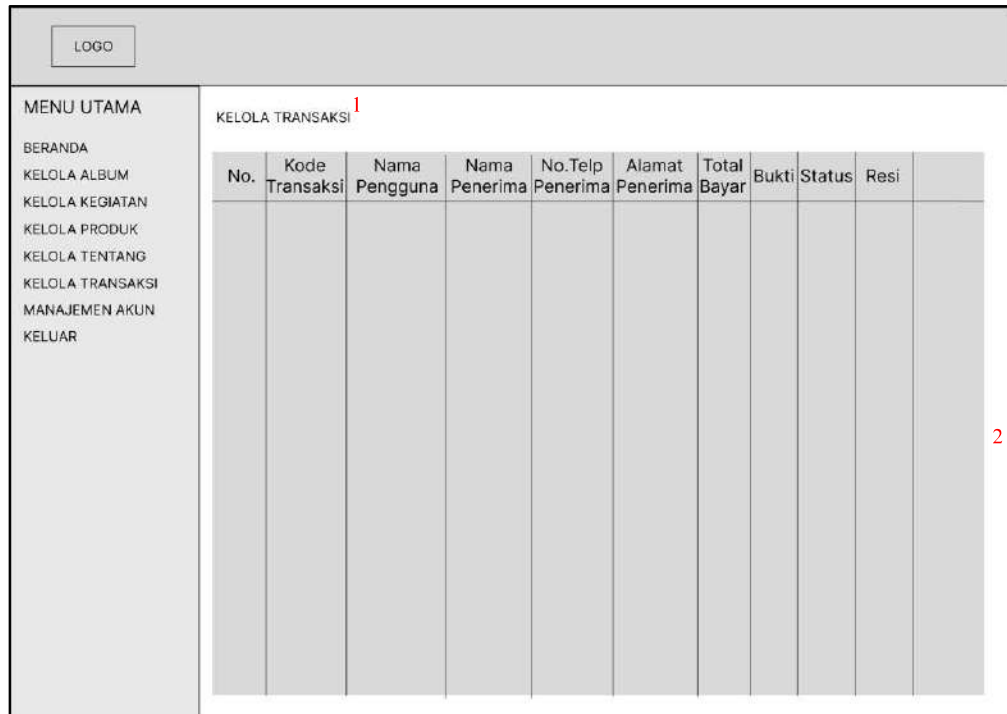 LOGO
MENU UTAMA
BERANDA
KELOLA ALBUM
KELOLA KEGIATAN
KELOLA PRODUK
KELOLA TENTANG
KELOLA TRANSAKSI
MANAJEMEN AKUN
KELUAR
KELOLA TRANSAKSI 1
No.
Kode
Transaksi
Nama
Pengguna
Nama
Penerima
No.Telp
Penerima
Alamat
Penerima
Total
Bayar
Bukti
Status
Resi
2